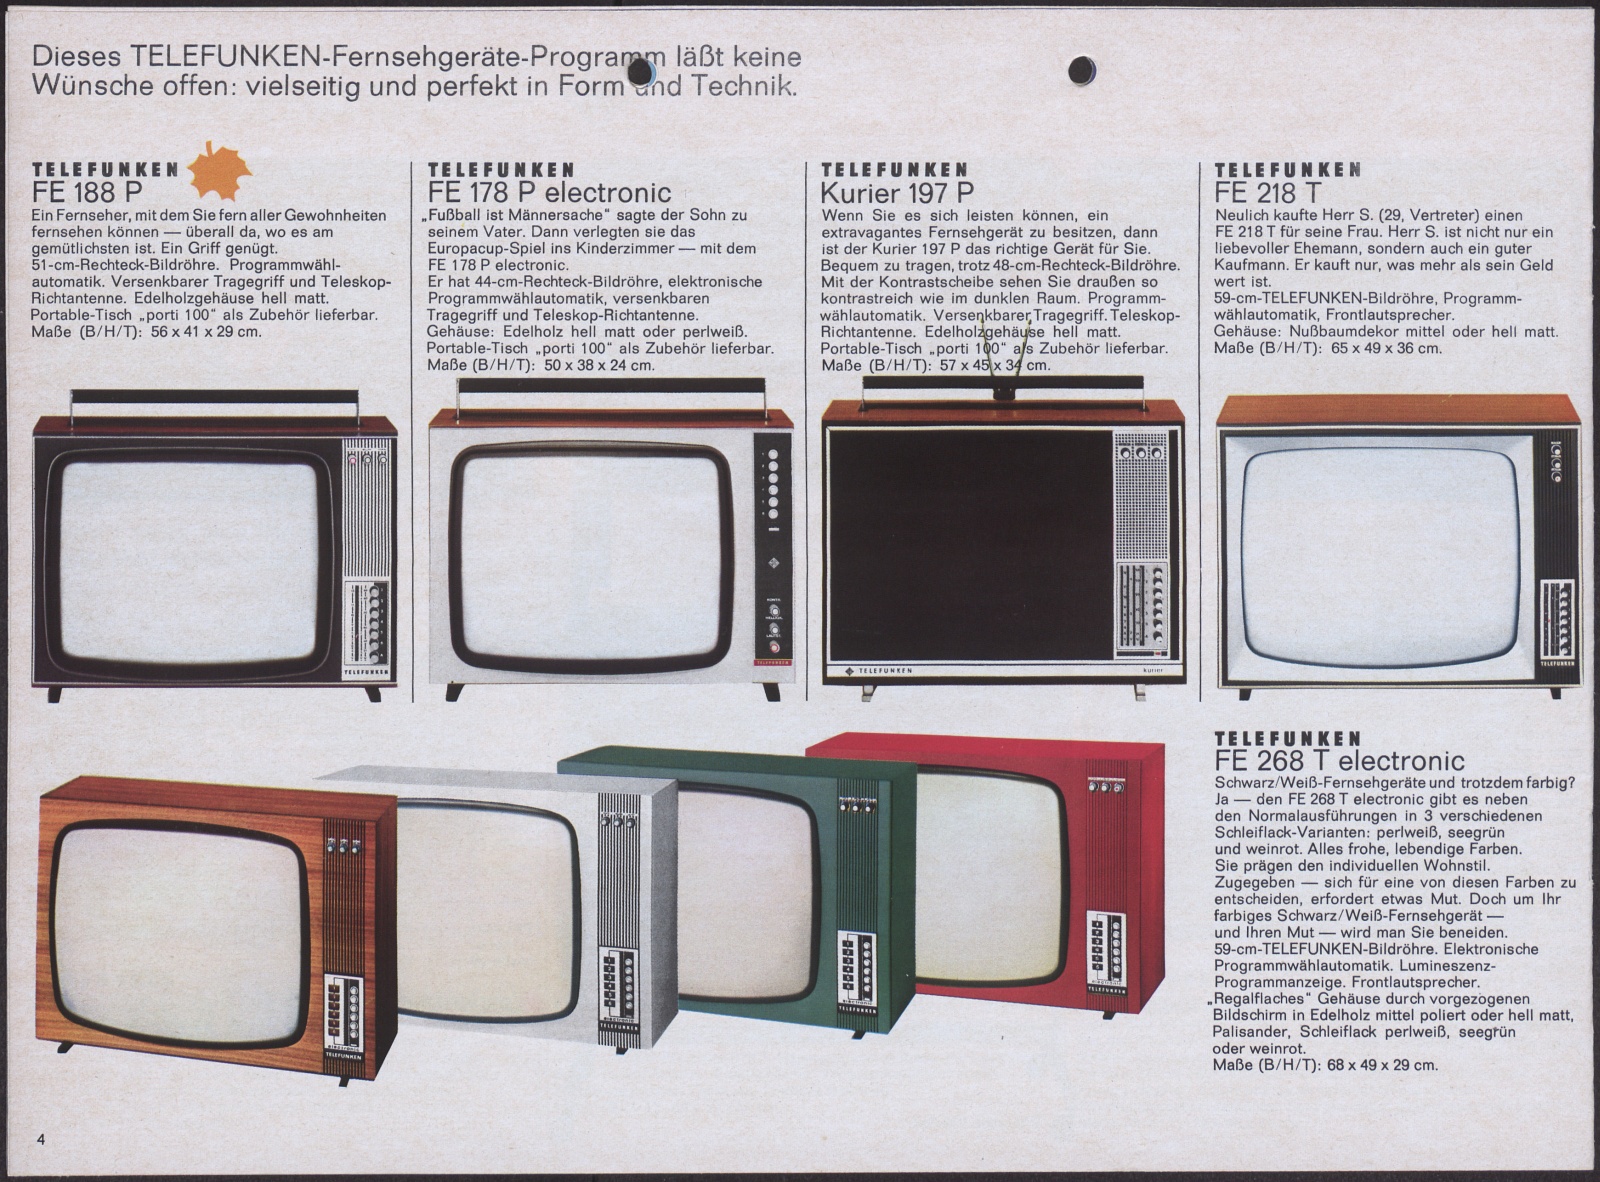 Dieses TELEFUNKEN-Fernsehgeräte-Programm läßt keine
Wünsche offen: vielseitig und perfekt in Form und Technik.
TELEFUNKEN
FE 188 P
Ein Fernseher, mit dem Sie fern aller Gewohnheiten
fernsehen können — überall da, wo es am
gemütlichsten ist. Ein Griff genügt.
51-cm-Rechteck-Bildröhre. Programmwähl-
automatik. Versenkbarer Tragegriff und Teleskop-
Richtantenne. Edelholzgehäuse hell matt.
Portable-Tisch „porti 100" als Zubehör lieferbar.
Maße (B/H/T): 56 x 41 x 29 cm.
TELEFUNKEN
TELEFUNKEN
FE 178 P electronic
„Fußball ist Männersache" sagte der Sohn zu
seinem Vater. Dann verlegten sie das
Europacup-Spiel ins Kinderzimmer — mit dem
FE 178 P electronic.
Er hat 44-cm-Rechteck-Bildröhre, elektronische
Programmwählautomatik, versenkbaren
Tragegriff und Teleskop-Richtantenne.
Gehäuse: Edelholz hell matt oder perlweiß.
Portable-Tisch „porti 100" als Zubehör lieferbar.
Maße (B/H/T): 50 x 38 x 24 cm.
TELEFUNKEN
TELEFUNKEN
Kurier 197 P
Wenn Sie es sich leisten können, ein
extravagantes Fernsehgerät zu besitzen, dann
ist der Kurier 197 P das richtige Gerät für Sie.
Bequem zu tragen, trotz 48-cm-Rechteck-Bildröhre.
Mit der Kontrastscheibe sehen Sie draußen so
kontrastreich wie im dunklen Raum. Programm-
wählautomatik. Versenkbarer Tragegriff. Teleskop-
Richtantenne. Edelholzgehäuse hell matt.
Portable-Tisch „porti 100" als Zubehör lieferbar.
Maße (B/H/T): 57 x 45 x 34 cm.
TELEFUNKEN
kurier
TELEFUNKEN
FE 218 T
Neulich kaufte Herr S. (29, Vertreter) einen
FE 218 T für seine Frau. Herr S. ist nicht nur ein
liebevoller Ehemann, sondern auch ein guter
Kaufmann. Er kauft nur, was mehr als sein Geld
wert ist.
59-cm-TELEFUNKEN-Bildröhre, Programm-
wählautomatik, Frontlautsprecher.
Gehäuse: Nußbaumdekor mittel oder hell matt.
Maße (B/H/T): 65 x 49 x 36 cm.
TELEFUNKEN
electronic
TELEFUNKEN
electronic
TELEFUNKEN
electronic
TELEFUNKEN
TELEFUNKEN
TELEFUNKEN
FE 268 T electronic
Schwarz/Weiß-Fernsehgeräte und trotzdem farbig?
Ja — den FE 268 T electronic gibt es neben
den Normalausführungen in 3 verschiedenen
Schleiflack-Varianten: perlweiß, seegrün
und weinrot. Alles frohe, lebendige Farben.
Sie prägen den individuellen Wohnstil.
Zugegeben — sich für eine von diesen Farben zu
entscheiden, erfordert etwas Mut. Doch um Ihr
farbiges Schwarz/Weiß-Fernsehgerät —
und Ihren Mut — wird man Sie beneiden.
59-cm-TELEFUNKEN-Bildröhre. Elektronische
Programmwählautomatik. Lumineszenz-
Programmanzeige. Frontlautsprecher.
„Regalflaches" Gehäuse durch vorgezogenen
Bildschirm in Edelholz mittel poliert oder hell matt,
Palisander, Schleiflack perlweiß, seegrün
oder weinrot.
Maße (B/H/T): 68 x 49 x 29 cm.
4